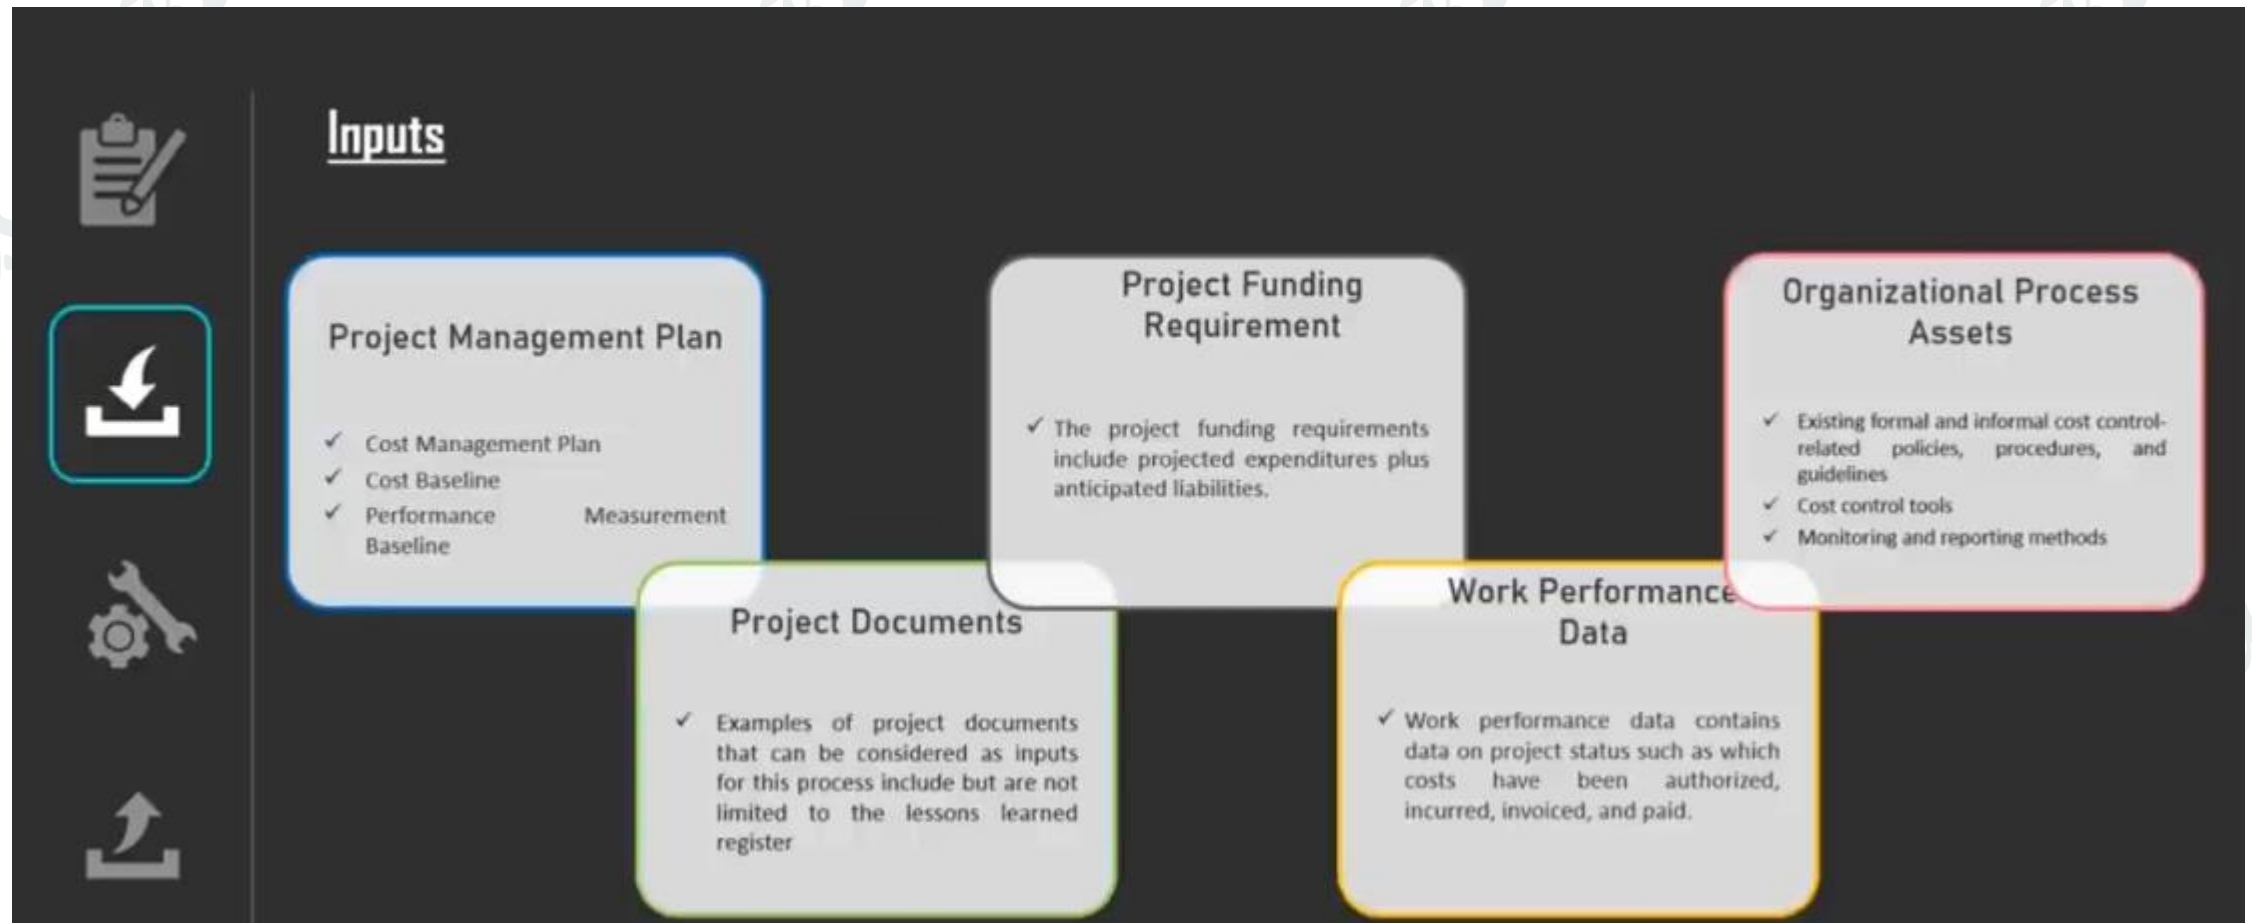 Inputs
Project Management Plan
✓ Cost Management Plan
✓ Cost Baseline
✓ Performance Measurement
Baseline
Project Documents
✓ Examples of project documents
that can be considered as inputs
for this process include but are not
limited to the lessons learned
register
Project Funding
Requirement
✓ The project funding requirements
include projected expenditures plus
anticipated liabilities.
Work Performance
Data
✓ Work performance data contains
data on project status such as which
costs have been authorized,
incurred, invoiced, and paid.
Organizational Process
Assets
✓ Existing formal and informal cost control-
related policies, procedures, and
guidelines
✓ Cost control tools
✓ Monitoring and reporting methods